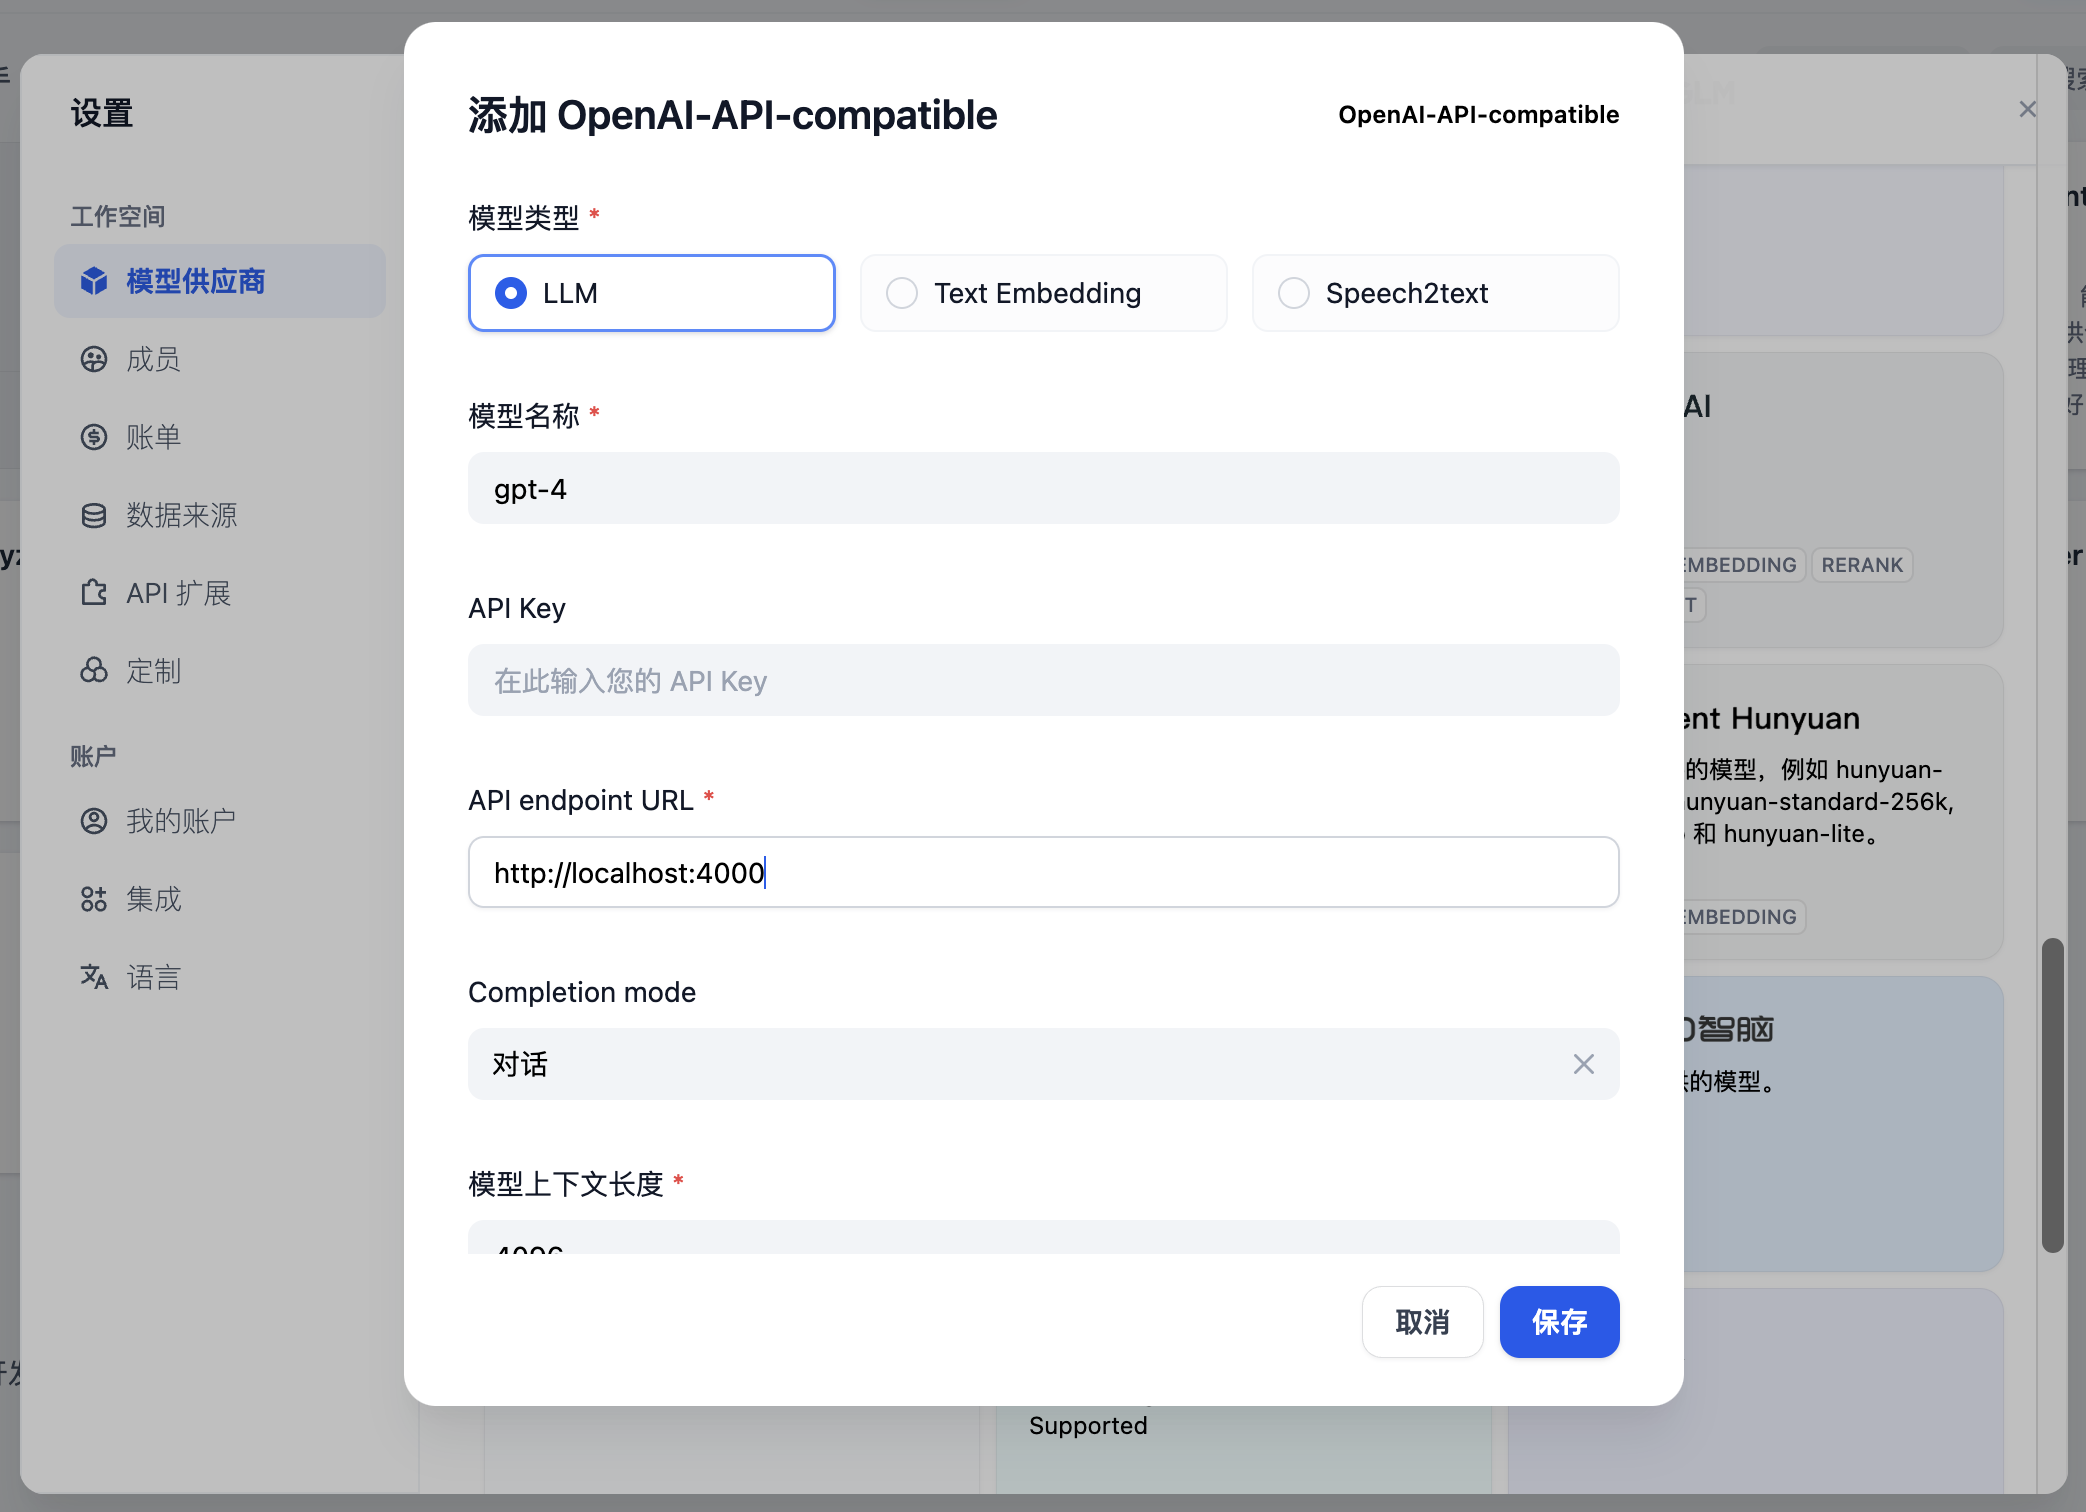 设置
工作空间
模型供应商
成员
账单
数据来源
API 扩展
定制
账户
我的账户
集成
语言
添加 OpenAI-API-compatible
OpenAI-API-compatible
模型类型 *
LLM
Text Embedding
Speech2text
模型名称 *
gpt-4
API Key
在此输入您的 API Key
API endpoint URL *
http://localhost:4000
Completion mode
对话
模型上下文长度 *
4096
取消
保存
AI
EMBEDDING
RERANK
T
ent Hunyuan
的模型，例如 hunyuan-
hunyuan-standard-256k,
和 hunyuan-lite。
EMBEDDING
智脑
的模型。
Supported